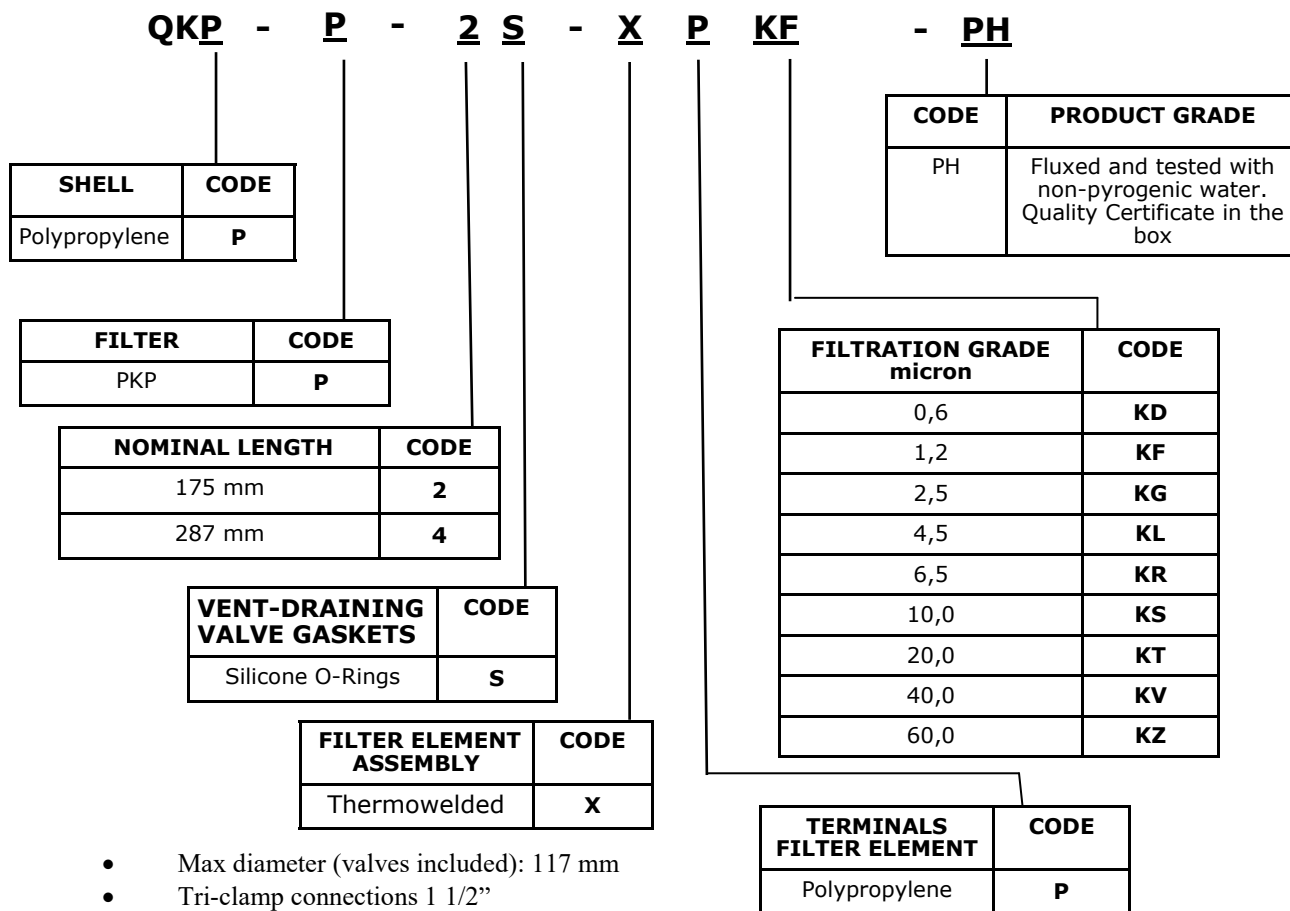 QKP - P - 2 S - X P KF - PH
CODE PRODUCT GRADE
PH Fluxed and tested with
non-pyrogenic water.
Quality Certificate in the
box
SHELL CODE
Polypropylene P
FILTER CODE
PKP P
NOMINAL LENGTH CODE
175 mm 2
287 mm 4
VENT-DRAINING CODE
VALVE GASKETS
Silicone O-Rings S
FILTER ELEMENT CODE
ASSEMBLY
Thermowelded X
FILTRATION GRADE CODE
micron
0,6 KD
1,2 KF
2,5 KG
4,5 KL
6,5 KR
10,0 KS
20,0 KT
40,0 KV
60,0 KZ
TERMINALS CODE
FILTER ELEMENT
Polypropylene P
• Max diameter (valves included): 117 mm
• Tri-clamp connections 1 1/2”